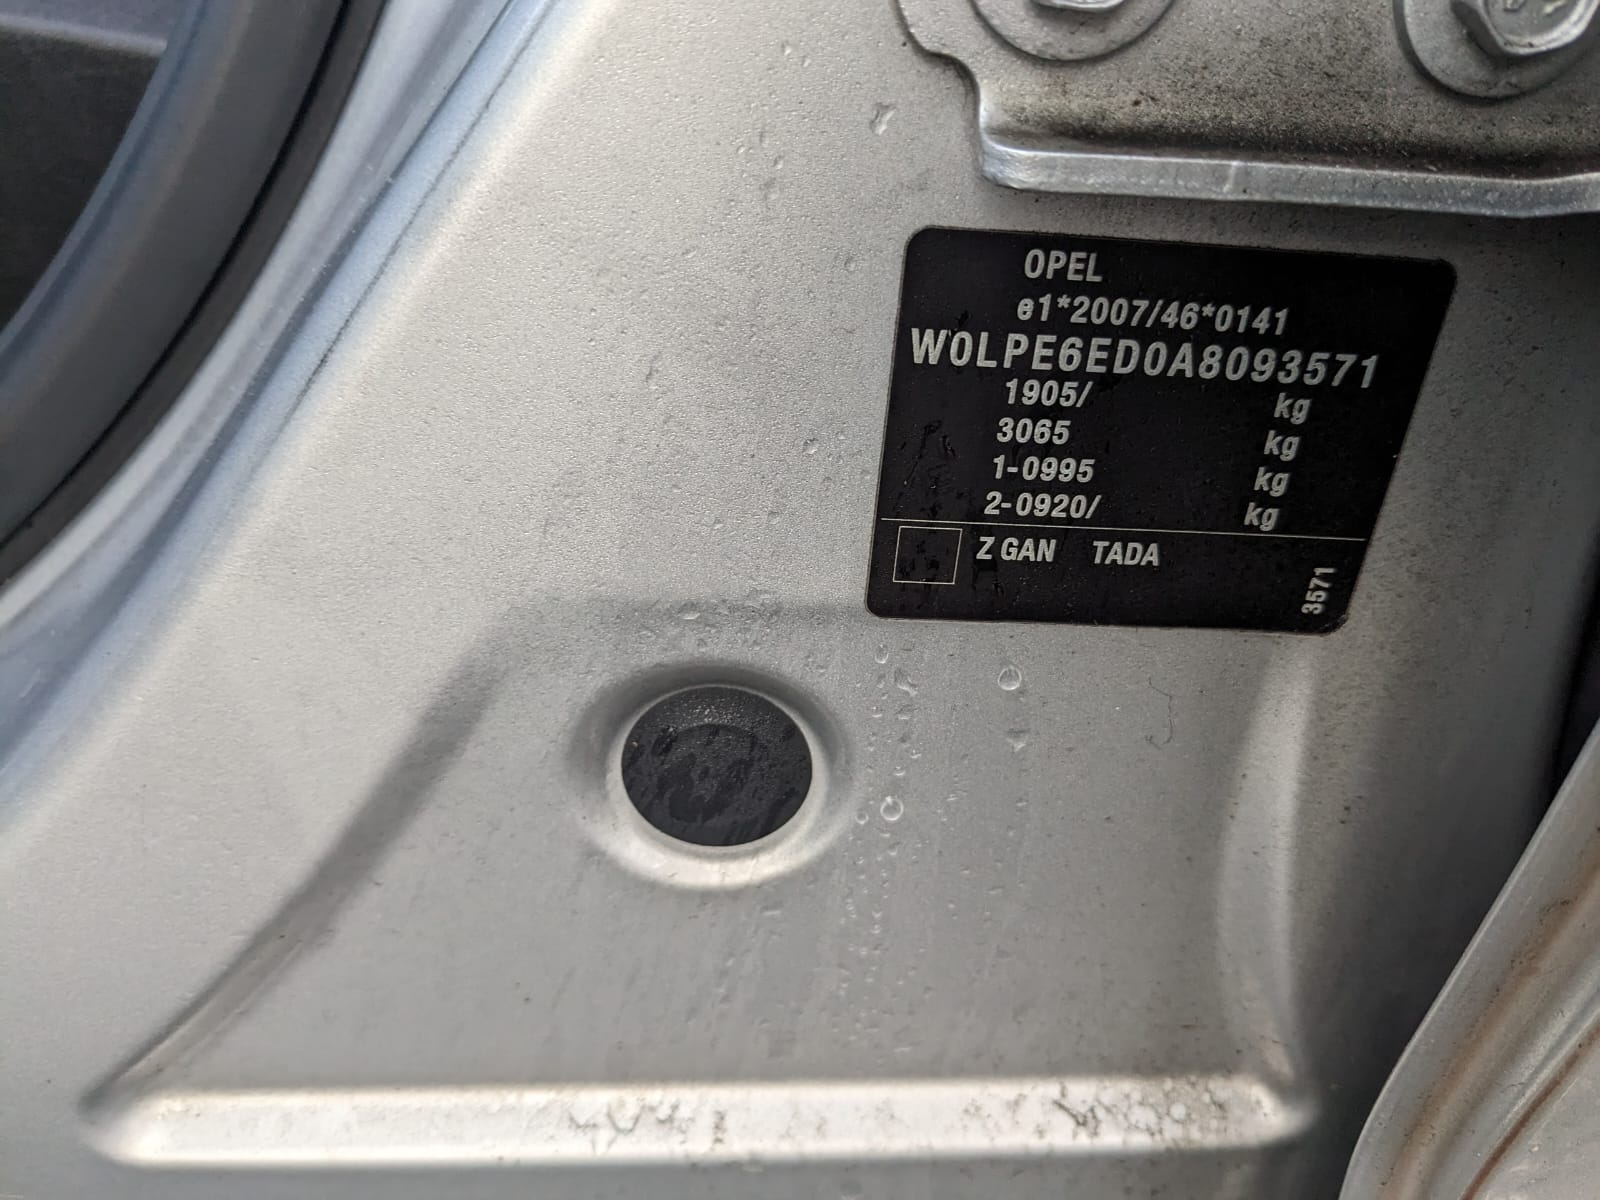 OPEL
e1*2007/46*0141
W0LPE6ED0A8093571
1905/ kg
3065 kg
1-0995 kg
2-0920/ kg
Z GAN TADA
3571